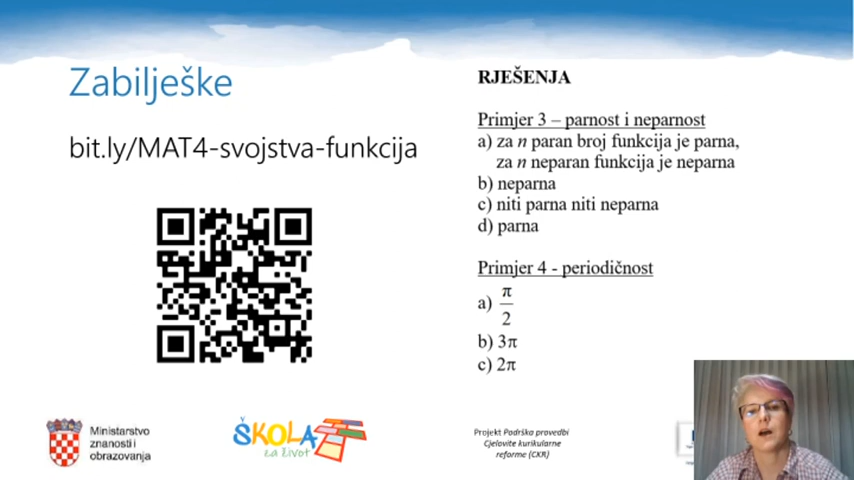 Zabilješke
bit.ly/MAT4-svojstva-funkcija
RJEŠENJA
Primjer 3 – parnost i neparnost
a) za n paran broj funkcija je parna,
za n neparan funkcija je neparna
b) neparna
c) niti parna niti neparna
d) parna
Primjer 4 - periodičnost
a) π/2
b) 3π
c) 2π
Ministarstvo
znanosti i
obrazovanja
ŠKOLA
za život
Projekt Podrška provedbi
Cjelovite kurikularne
reforme (CKR)